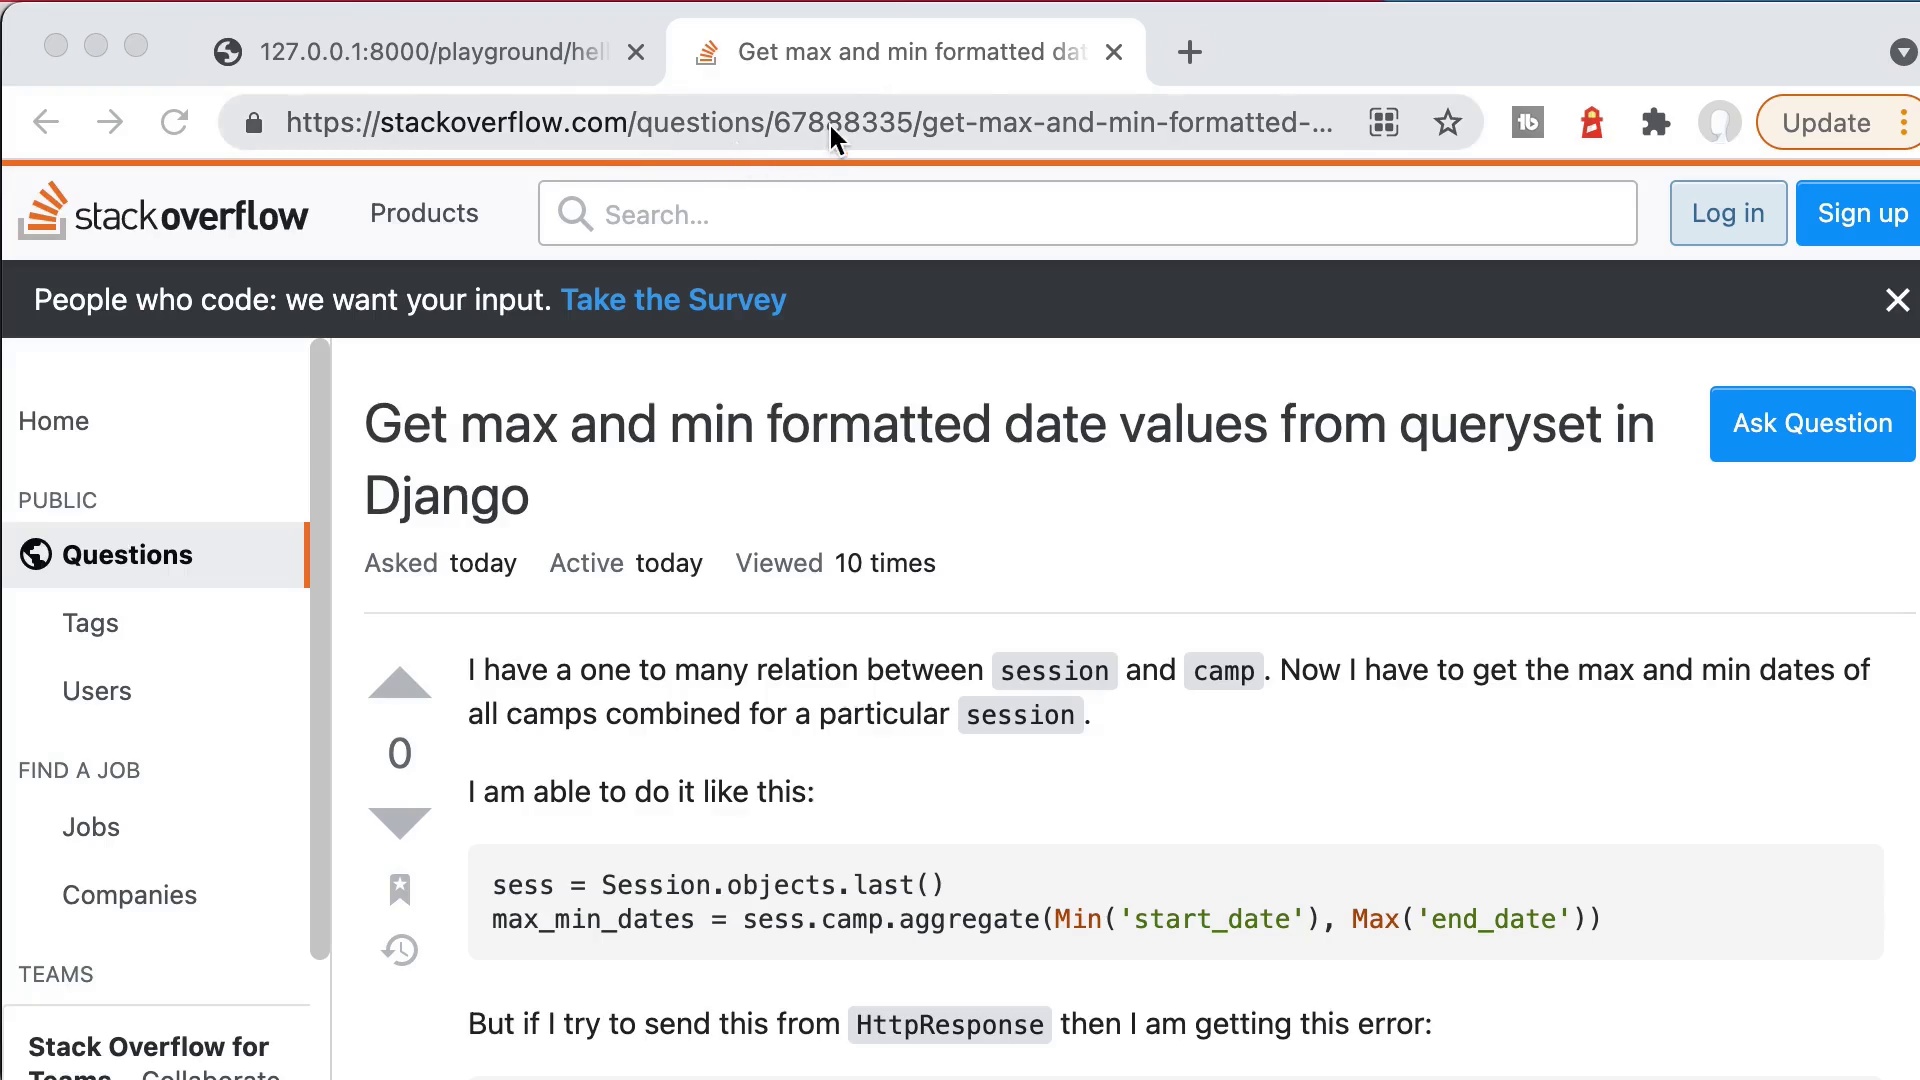 127.0.0.1:8000/playground/hell
Get max and min formatted dat
https://stackoverflow.com/questions/67888335/get-max-and-min-formatted-...
Update
stackoverflow
Products
Search...
Log in
Sign up
People who code: we want your input. Take the Survey
Home
PUBLIC
Questions
Tags
Users
FIND A JOB
Jobs
Companies
TEAMS
Stack Overflow for
Teams – Collaborate
Get max and min formatted date values from queryset in
Django
Ask Question
Asked today Active today Viewed 10 times
0
I have a one to many relation between session and camp. Now I have to get the max and min dates of
all camps combined for a particular session.
I am able to do it like this:
sess = Session.objects.last()
max_min_dates = sess.camp.aggregate(Min('start_date'), Max('end_date'))
But if I try to send this from HttpResponse then I am getting this error: